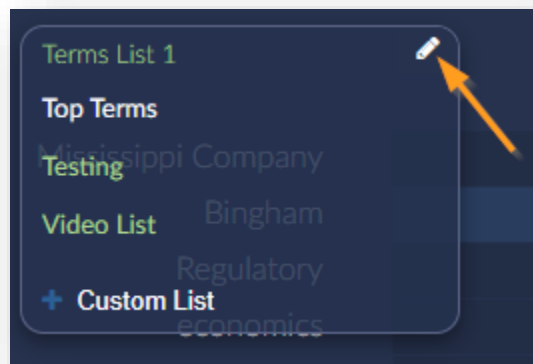 Terms List 1
Top Terms
Mississippi Company
Testing
Bingham
Video List
Regulatory
+ Custom List
economics